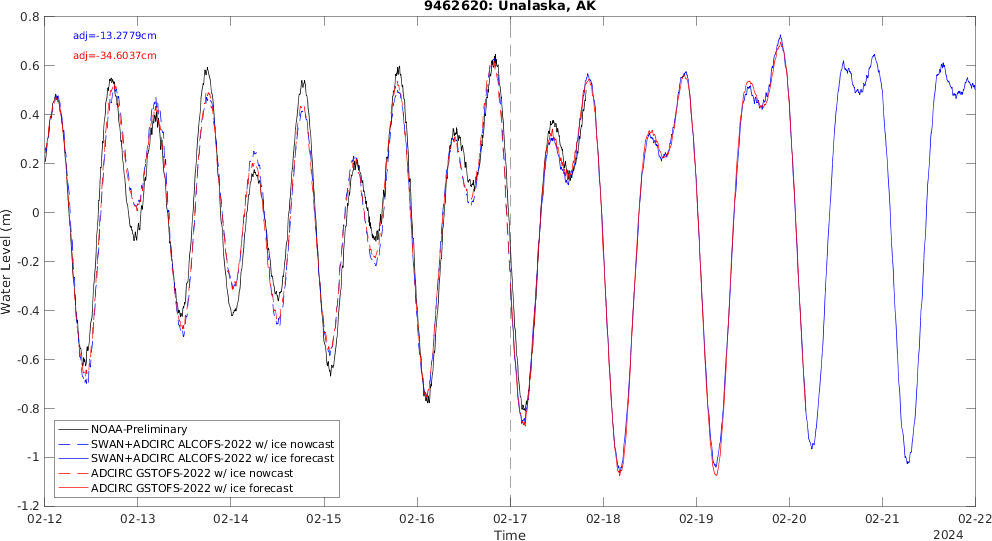 9462620: Unalaska, AK
adj=-13.2779cm
adj=-34.6037cm
Water Level (m)
0.8
0.6
0.4
0.2
0
-0.2
-0.4
-0.6
-0.8
-1
-1.2
NOAA-Preliminary
SWAN+ADCIRC ALCOFS-2022 w/ ice nowcast
SWAN+ADCIRC ALCOFS-2022 w/ ice forecast
ADCIRC GSTOFS-2022 w/ ice nowcast
ADCIRC GSTOFS-2022 w/ ice forecast
02-12 02-13 02-14 02-15 02-16 02-17 02-18 02-19 02-20 02-21 02-22
Time
2024